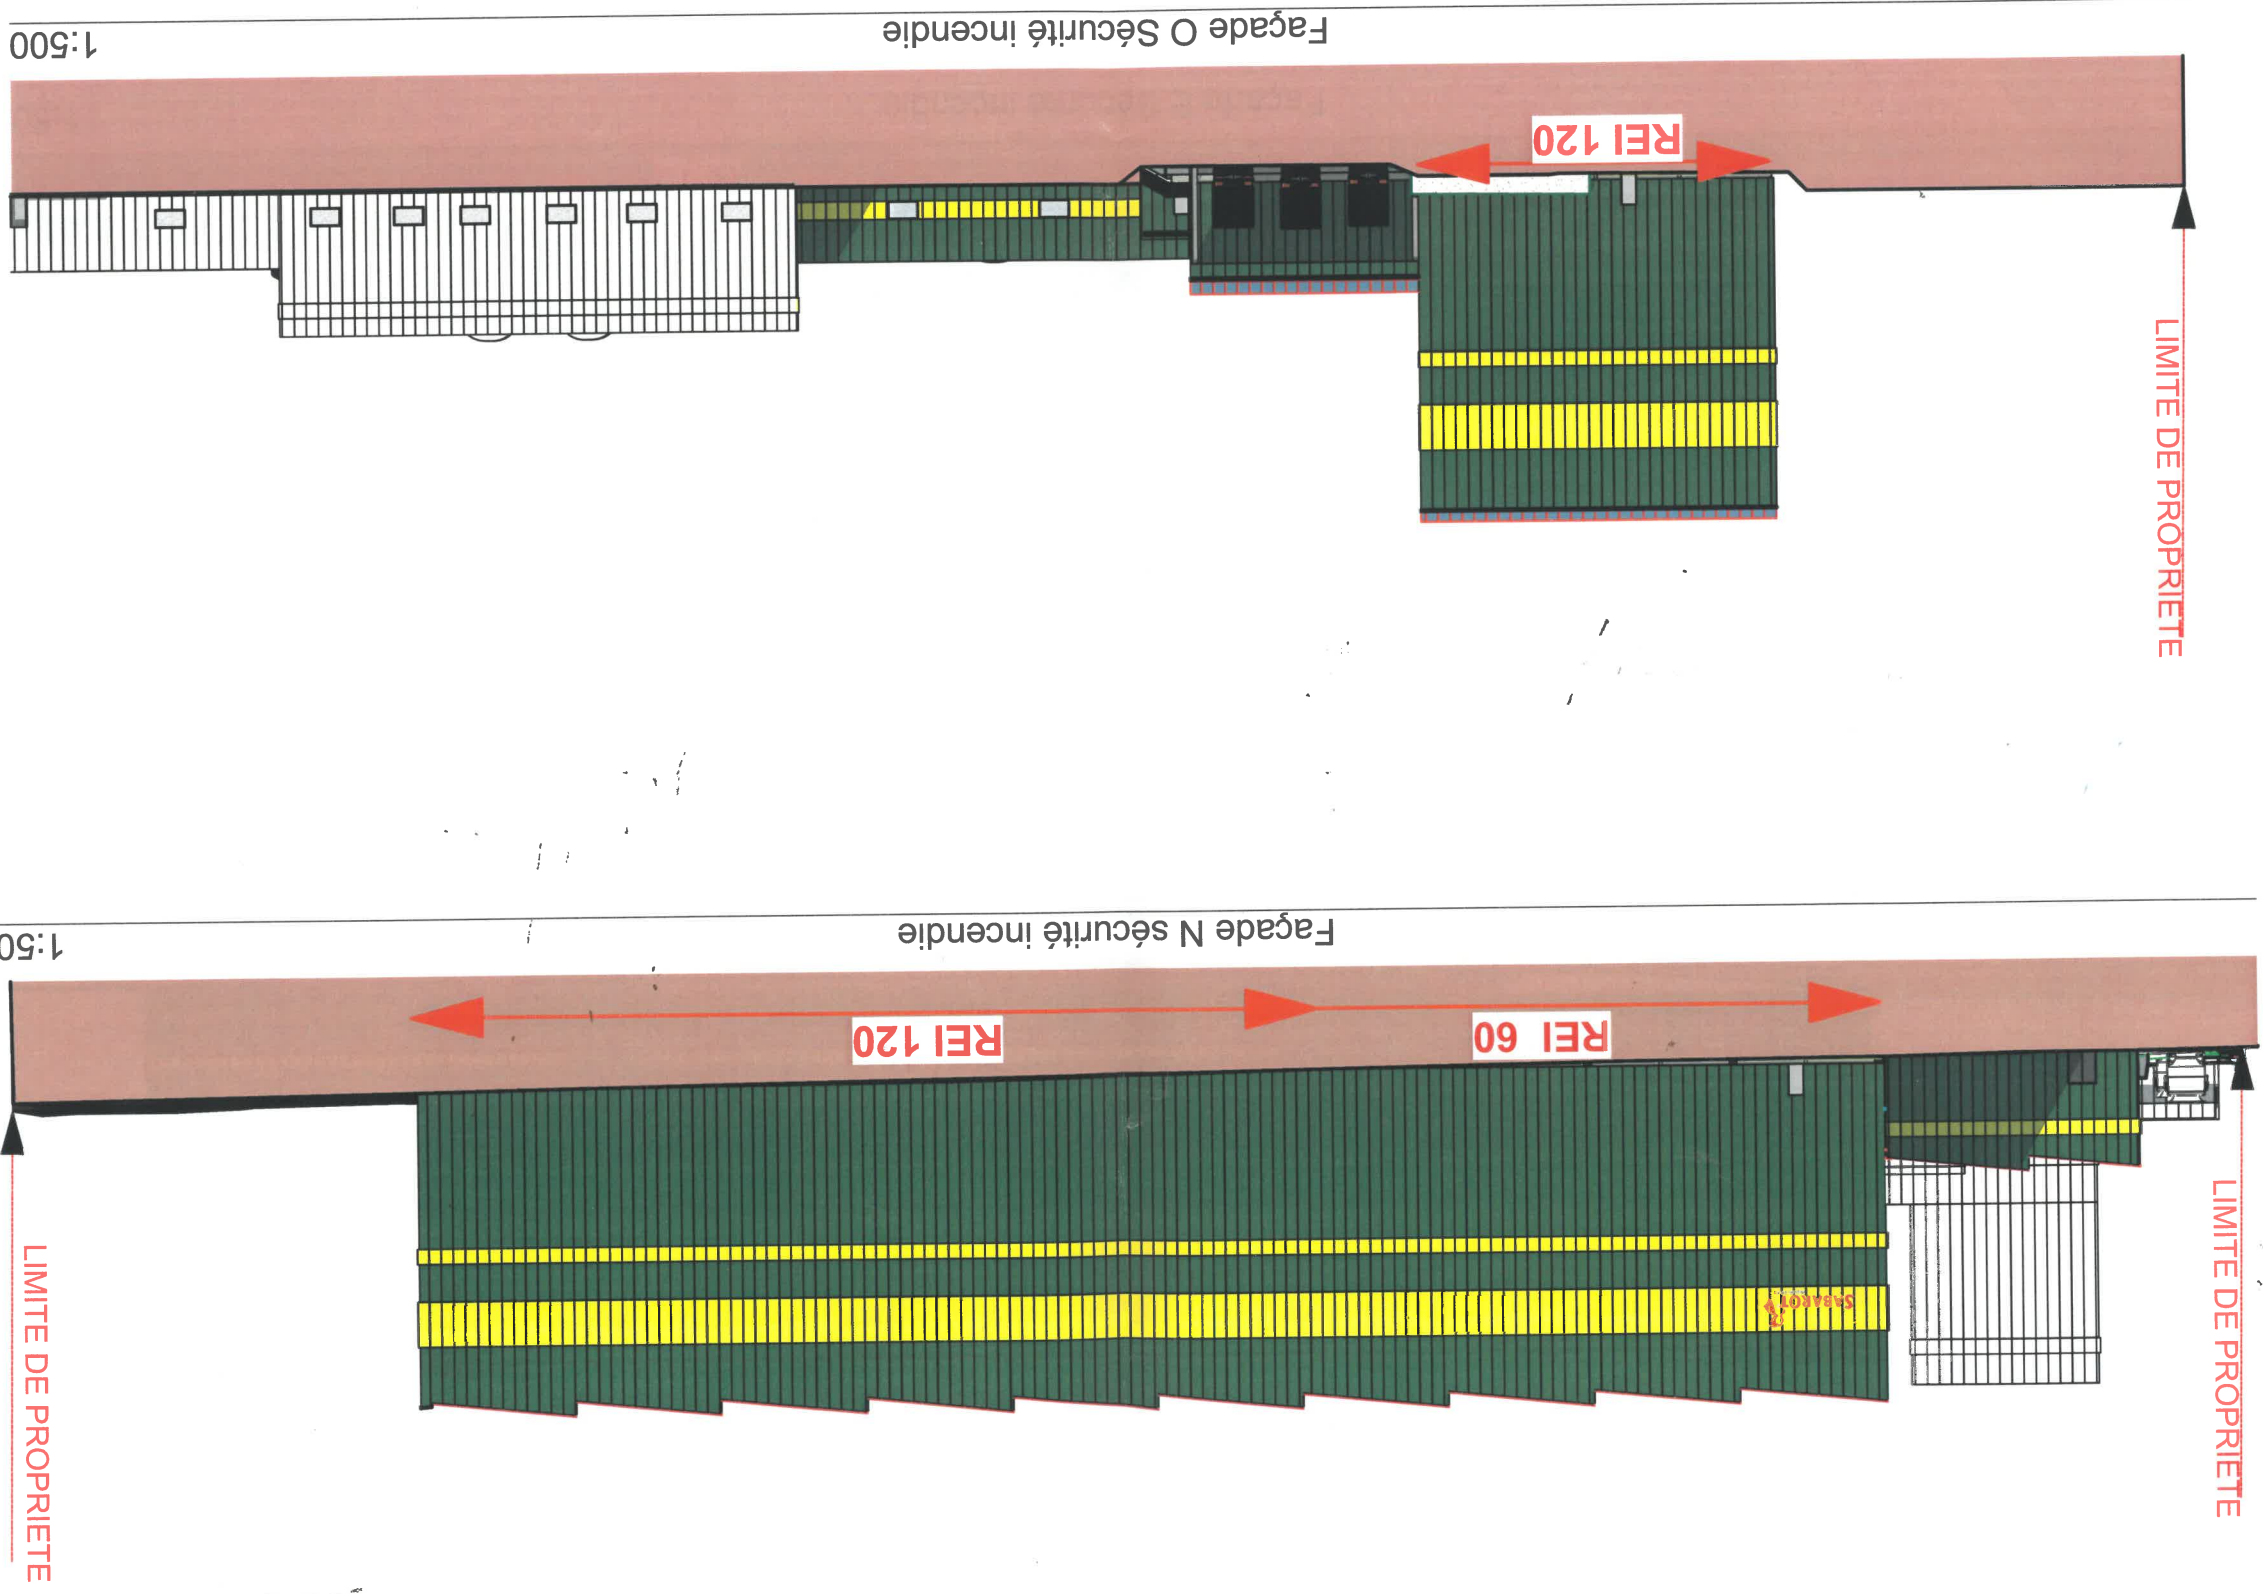 LIMITE DE PROPRIETE
LIMITE DE PROPRIETE
SABAROT
REI 60
REI 120
Façade N sécurité incendie
1:50
LIMITE DE PROPRIETE
REI 120
Façade O Sécurité incendie
1:500